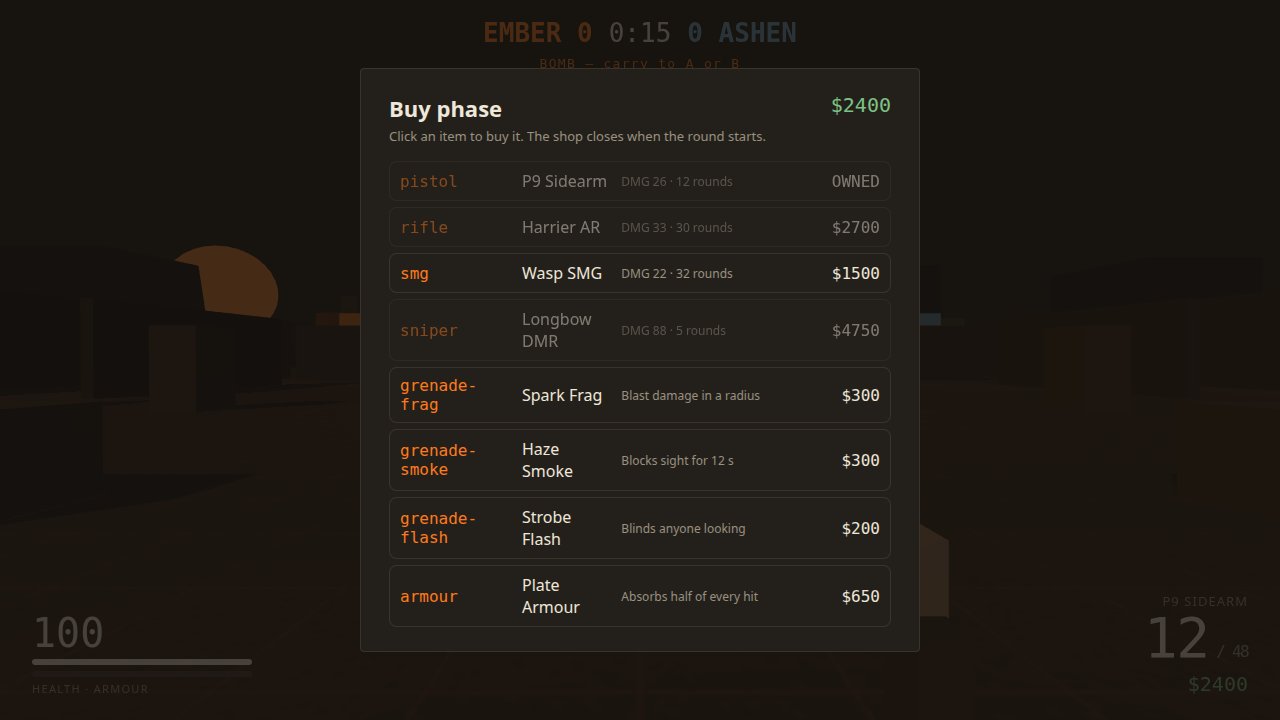 EMBER 0 0:15 0 ASHEN
BOMB — carry to A or B
Buy phase $2400
Click an item to buy it. The shop closes when the round starts.
pistol P9 Sidearm DMG 26 · 12 rounds OWNED
rifle Harrier AR DMG 33 · 30 rounds $2700
smg Wasp SMG DMG 22 · 32 rounds $1500
sniper Longbow DMR DMG 88 · 5 rounds $4750
grenade-frag Spark Frag Blast damage in a radius $300
grenade-smoke Haze Smoke Blocks sight for 12 s $300
grenade-flash Strobe Flash Blinds anyone looking $200
armour Plate Armour Absorbs half of every hit $650
100
HEALTH · ARMOUR
P9 SIDEARM
12 / 48
$2400